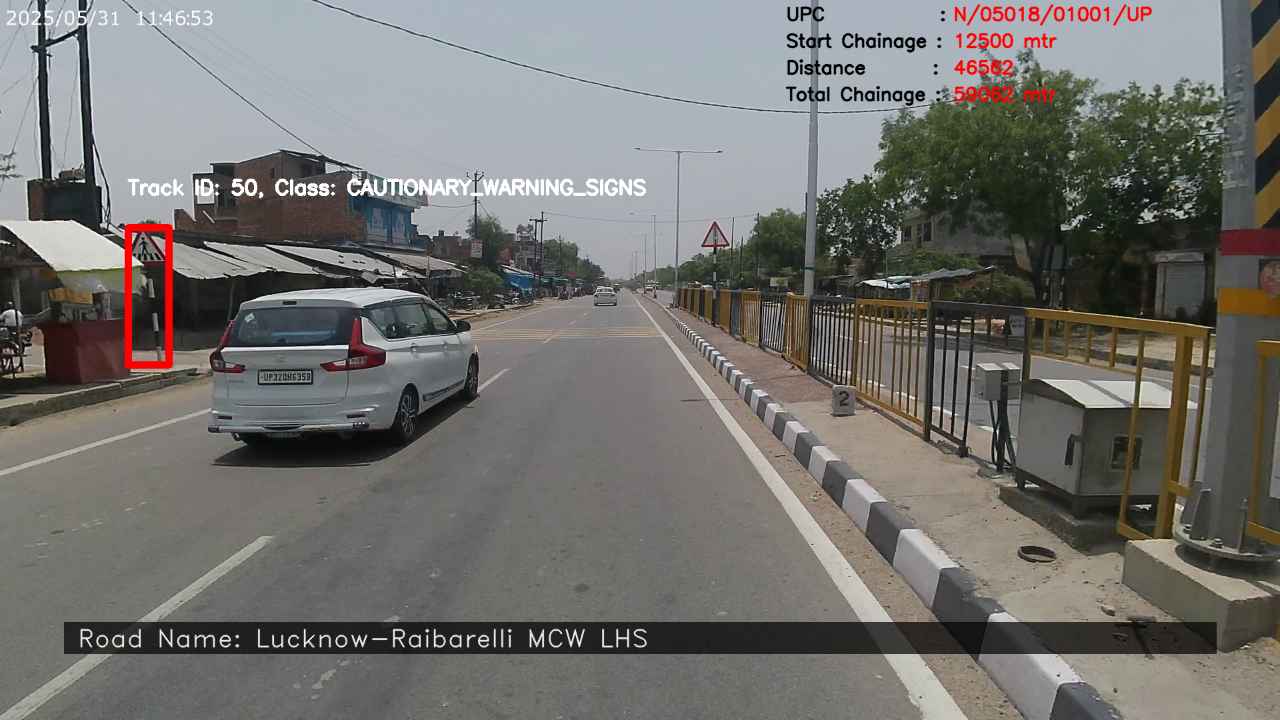 2025/05/31 11:46:53
UPC : N/05018/01001/UP
Start Chainage : 12500 mtr
Distance : 46562
Total Chainage : 59062 mtr
Track ID: 50, Class: CAUTIONARY_WARNING_SIGNS
2
Road Name: Lucknow-Raibarelli MCW LHS